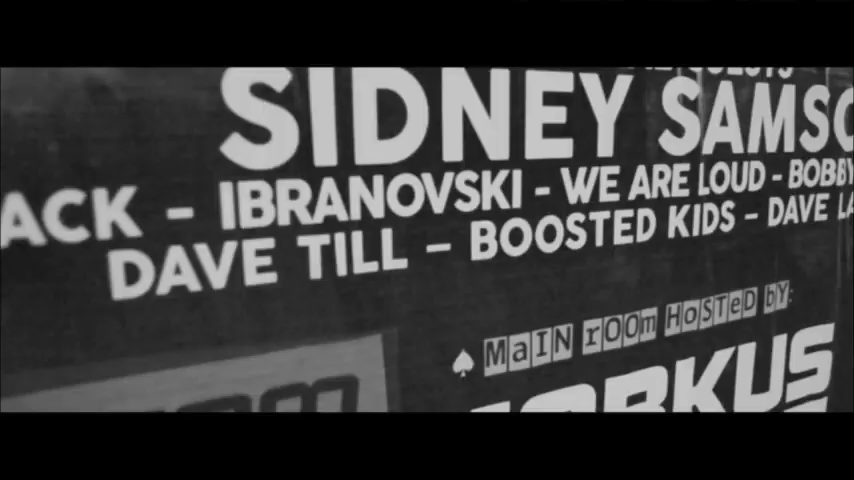 SIDNEY SAMSO
ACK - IBRANOVSKI - WE ARE LOUD - BOBBY
DAVE TILL - BOOSTED KIDS - DAVE LA
♠ MaIN rOOm HoSTeD bY: